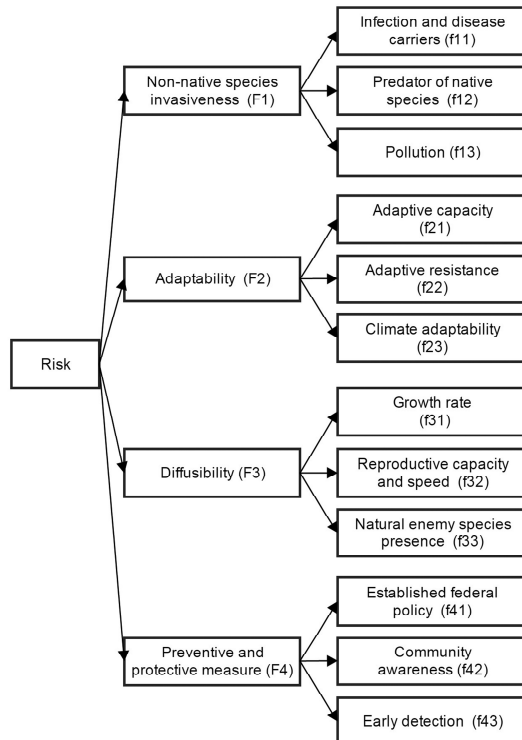 Infection and disease
carriers (f11)
Non-native species
invasiveness (F1)
Predator of native
species (f12)
Pollution (f13)
Adaptive capacity
(f21)
Adaptability (F2)
Adaptive resistance
(f22)
Climate adaptability
(f23)
Risk
Growth rate
(f31)
Diffusibility (F3)
Reproductive capacity
and speed (f32)
Natural enemy species
presence (f33)
Established federal
policy (f41)
Preventive and
protective measure (F4)
Community
awareness (f42)
Early detection (f43)